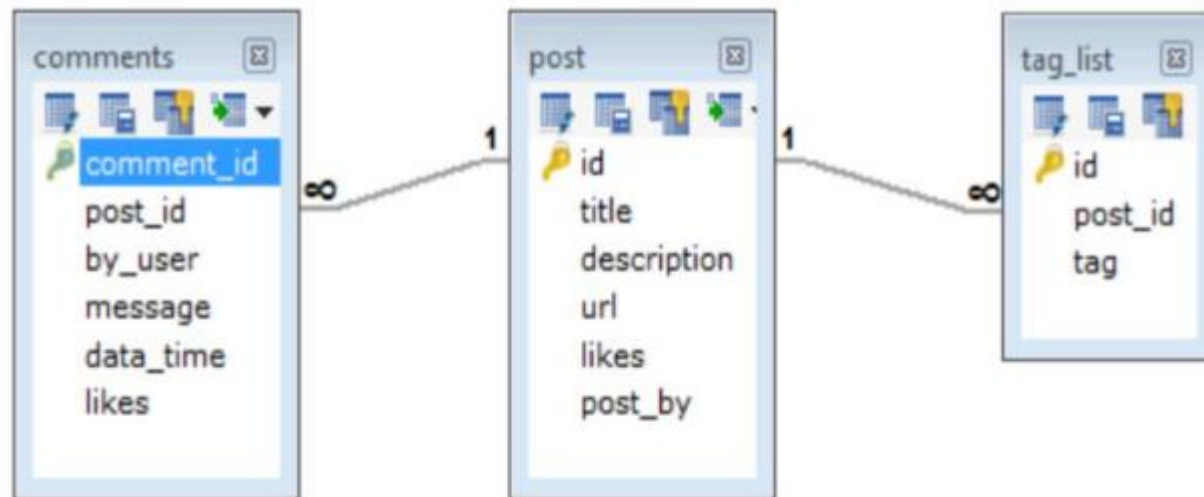 comments
comment_id
post_id
by_user
message
data_time
likes
∞
1
post
id
title
description
url
likes
post_by
1
∞
tag_list
id
post_id
tag